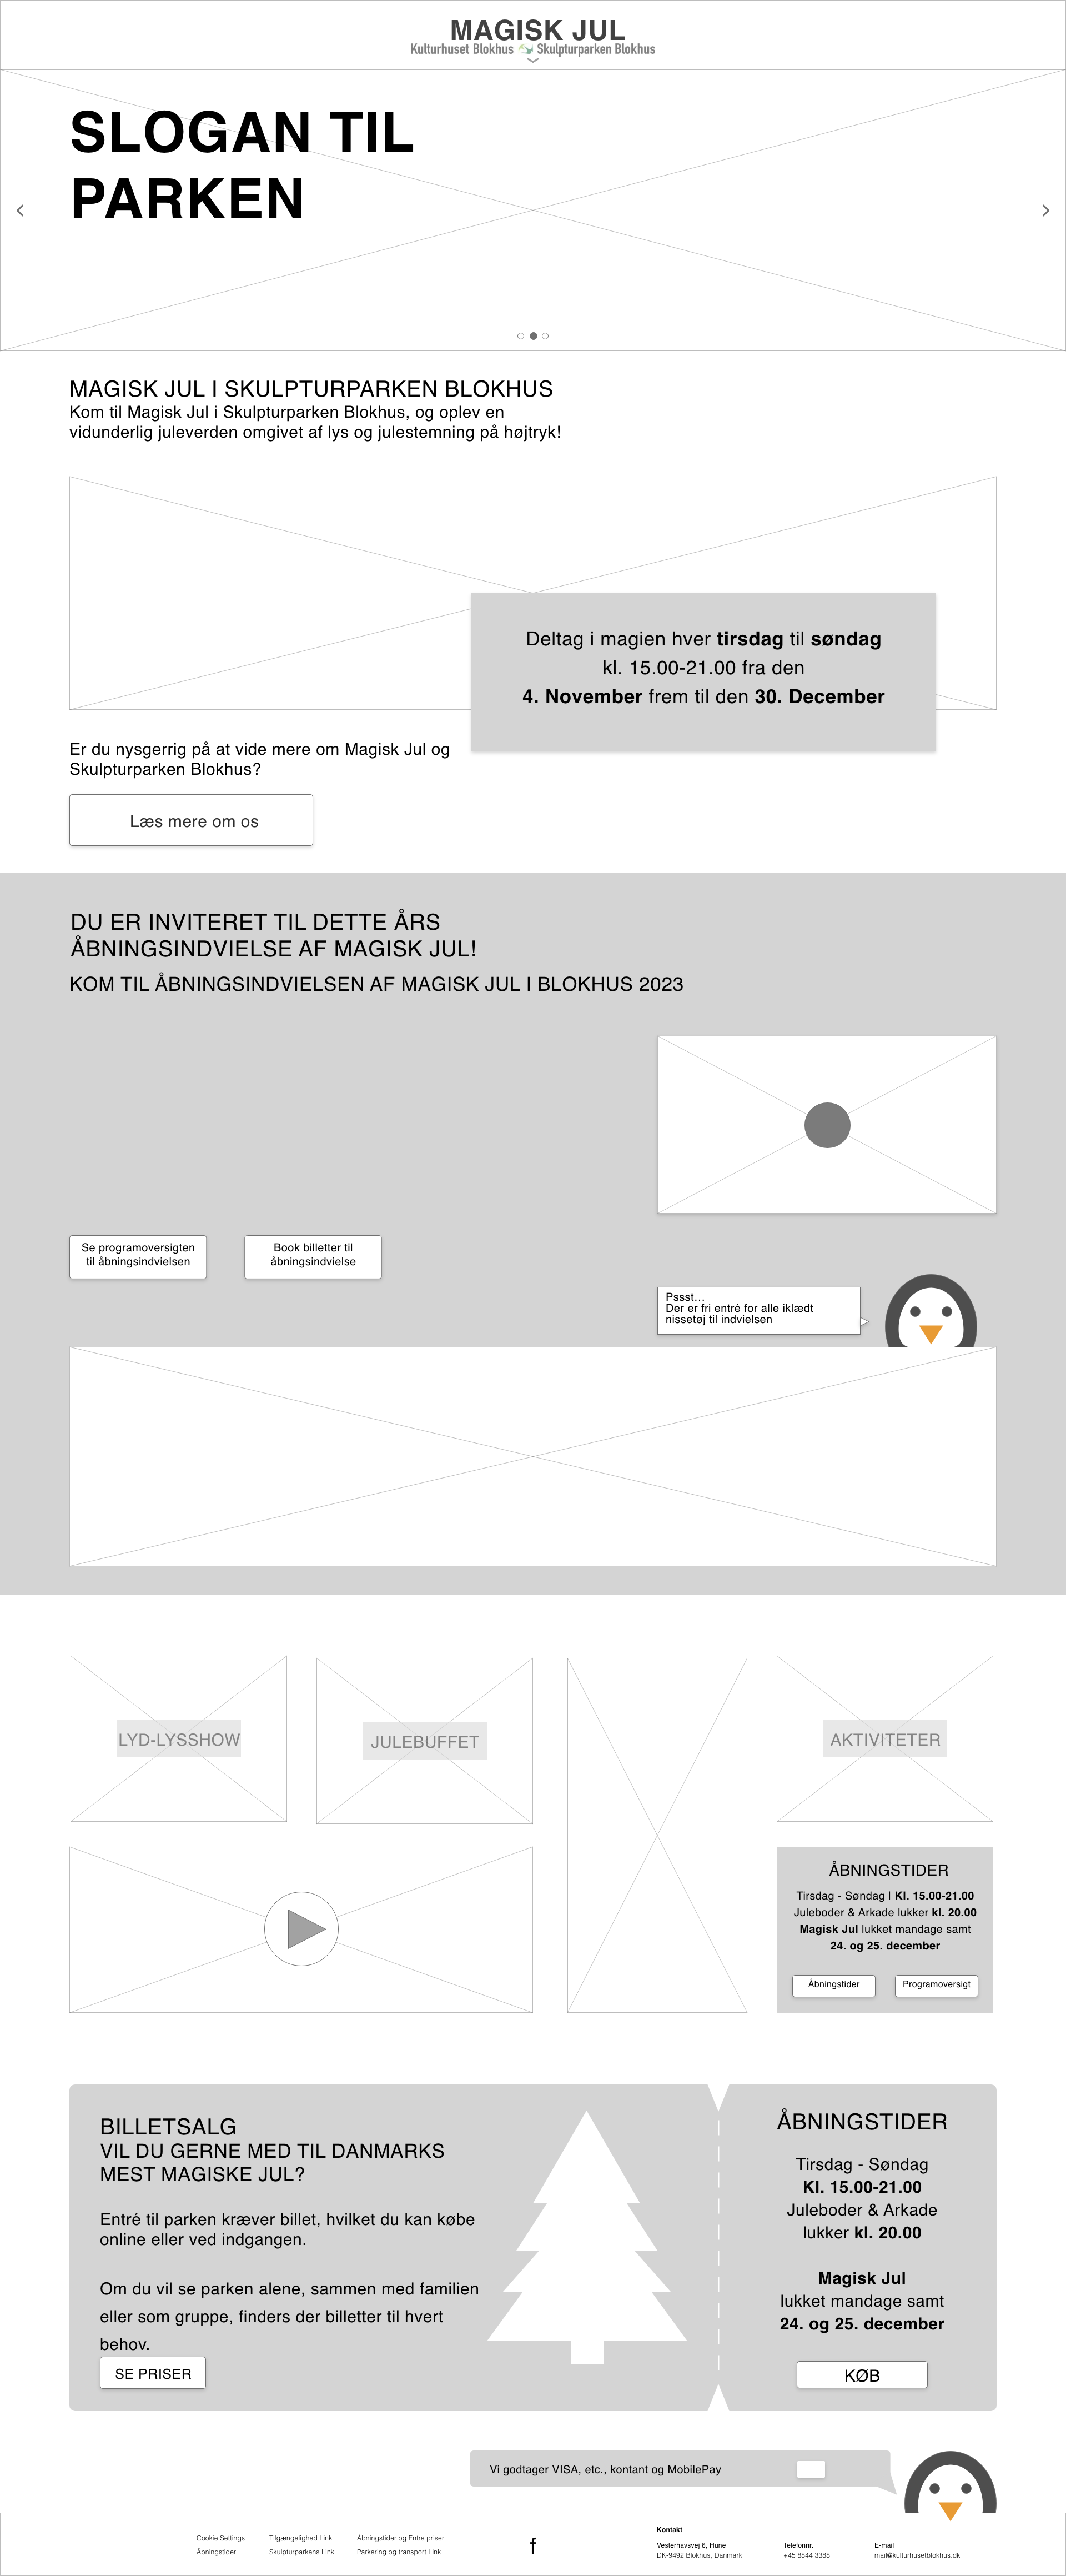 MAGISK JUL
Kulturhuset Blokhus Skulpturparken Blokhus
SLOGAN TIL
PARKEN
MAGISK JUL I SKULPTURPARKEN BLOKHUS
Kom til Magisk Jul i Skulpturparken Blokhus, og oplev en
vidunderlig juleverden omgivet af lys og julestemning på højtryk!
Deltag i magien hver tirsdag til søndag
kl. 15.00-21.00 fra den
4. November frem til den 30. December
Er du nysgerrig på at vide mere om Magisk Jul og
Skulpturparken Blokhus?
Læs mere om os
DU ER INVITERET TIL DETTE ÅRS
ÅBNINGSINDVIELSE AF MAGISK JUL!
KOM TIL ÅBNINGSINDVIELSEN AF MAGISK JUL I BLOKHUS 2023
Se programoversigten
til åbningsindvielsen
Book billetter til
åbningsindvielse
Pssst...
Der er fri entré for alle iklædt
nissetøj til indvielsen
LYD-LYSSHOW
JULEBUFFET
AKTIVITETER
ÅBNINGSTIDER
Tirsdag - Søndag | Kl. 15.00-21.00
Juleboder & Arkade lukker kl. 20.00
Magisk Jul lukket mandage samt
24. og 25. december
Åbningstider
Programoversigt
BILLETSALG
VIL DU GERNE MED TIL DANMARKS
MEST MAGISKE JUL?
Entré til parken kræver billet, hvilket du kan købe
online eller ved indgangen.
Om du vil se parken alene, sammen med familien
eller som gruppe, finders der billetter til hvert
behov.
SE PRISER
ÅBNINGSTIDER
Tirsdag - Søndag
Kl. 15.00-21.00
Juleboder & Arkade
lukker kl. 20.00
Magisk Jul
lukket mandage samt
24. og 25. december
KØB
Vi godtager VISA, etc., kontant og MobilePay
Cookie Settings
Tilgængelighed Link
Åbningstider og Entre priser
Åbningstider
Skulpturparkens Link
Parkering og transport Link
f
Kontakt
Vesterhavsvej 6, Hune
DK-9492 Blokhus, Danmark
Telefonnr.
+45 8844 3388
E-mail
mail@kulturhusetblokhus.dk